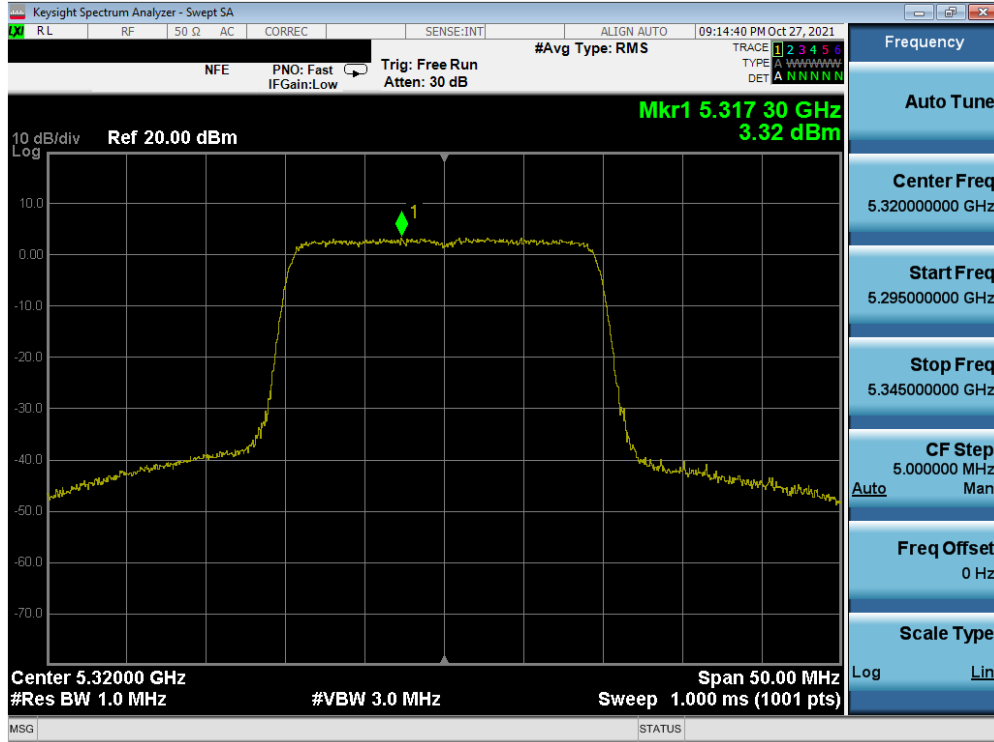 Keysight Spectrum Analyzer - Swept SA
LXI RL RF 50 Ω AC CORREC SENSE:INT ALIGN AUTO 09:14:40 PM Oct 27, 2021
#Avg Type: RMS
TRACE 1 2 3 4 5 6
TYPE A WWWWW
DET A N N N N N
NFE
PNO: Fast
IFGain:Low
Trig: Free Run
Atten: 30 dB
Mkr1 5.317 30 GHz
3.32 dBm
10 dB/div
Log
Ref 20.00 dBm
1
10.0
0.00
-10.0
-20.0
-30.0
-40.0
-50.0
-60.0
-70.0
Center 5.32000 GHz
Span 50.00 MHz
#Res BW 1.0 MHz
#VBW 3.0 MHz
Sweep 1.000 ms (1001 pts)
MSG
STATUS
Frequency
Auto Tune
Center Freq
5.320000000 GHz
Start Freq
5.295000000 GHz
Stop Freq
5.345000000 GHz
CF Step
5.000000 MHz
Auto Man
Freq Offset
0 Hz
Scale Type
Log Lin